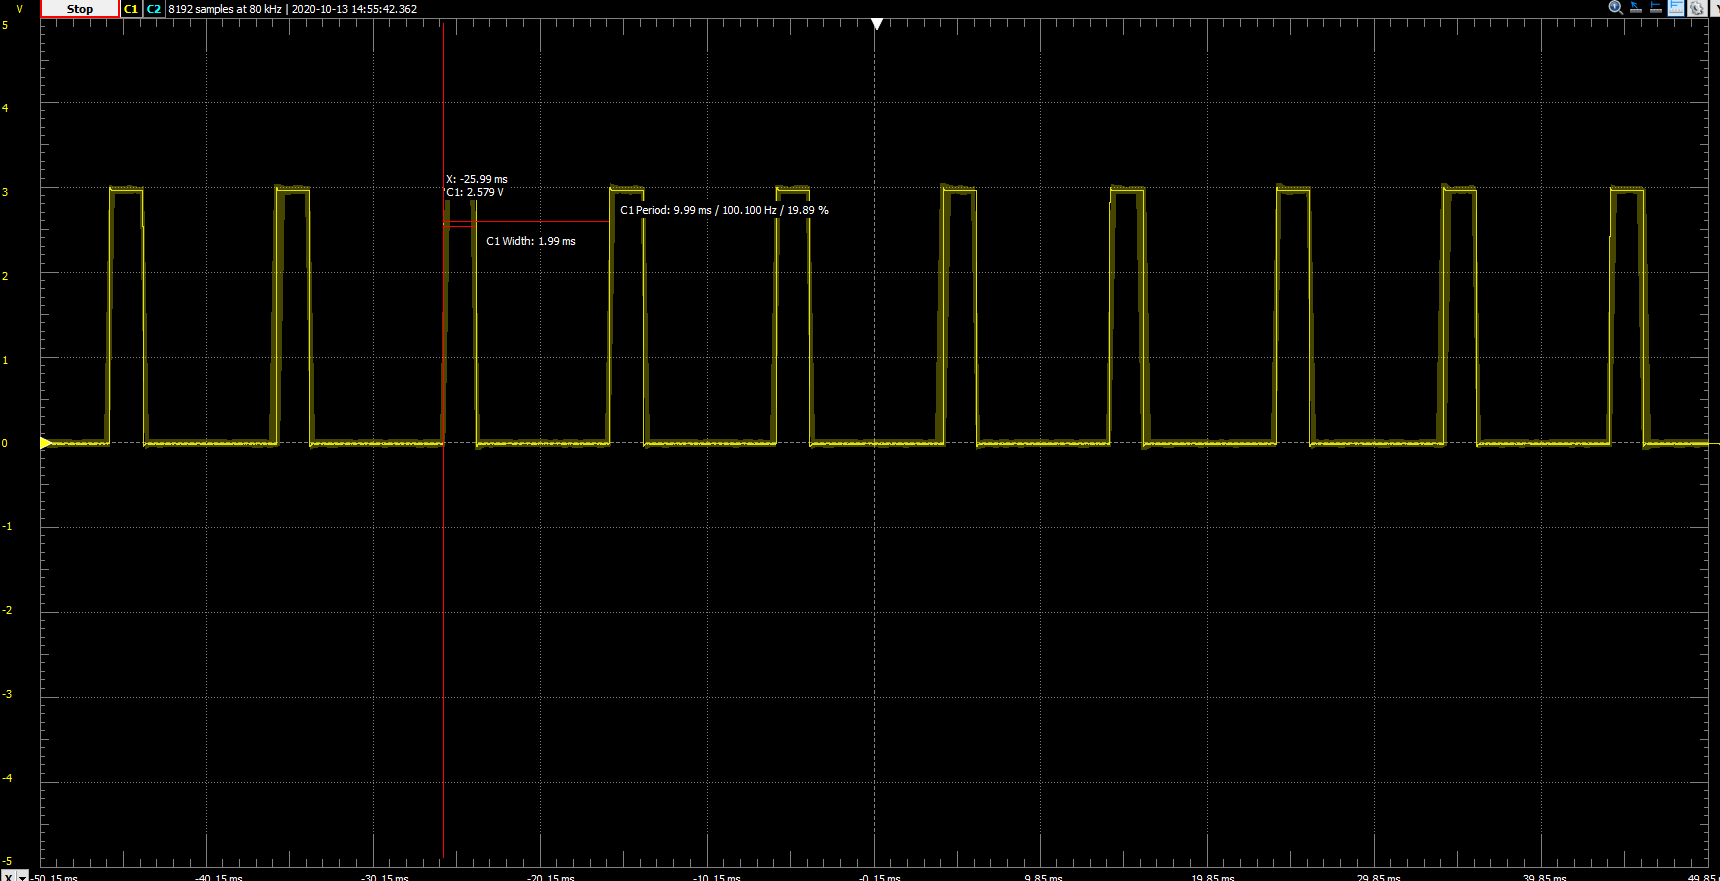 V Stop C1 C2 8192 samples at 80 kHz | 2020-10-13 14:55:42.362
5
4
X: -25.99 ms
3
C1: 2.579 V
C1 Period: 9.99 ms / 100.100 Hz / 19.89 %
C1 Width: 1.99 ms
2
1
0
-1
-2
-3
-4
-5
X -50.15 ms -40.15 ms -30.15 ms -20.15 ms -10.15 ms -0.15 ms 9.85 ms 19.85 ms 29.85 ms 39.85 ms 49.85